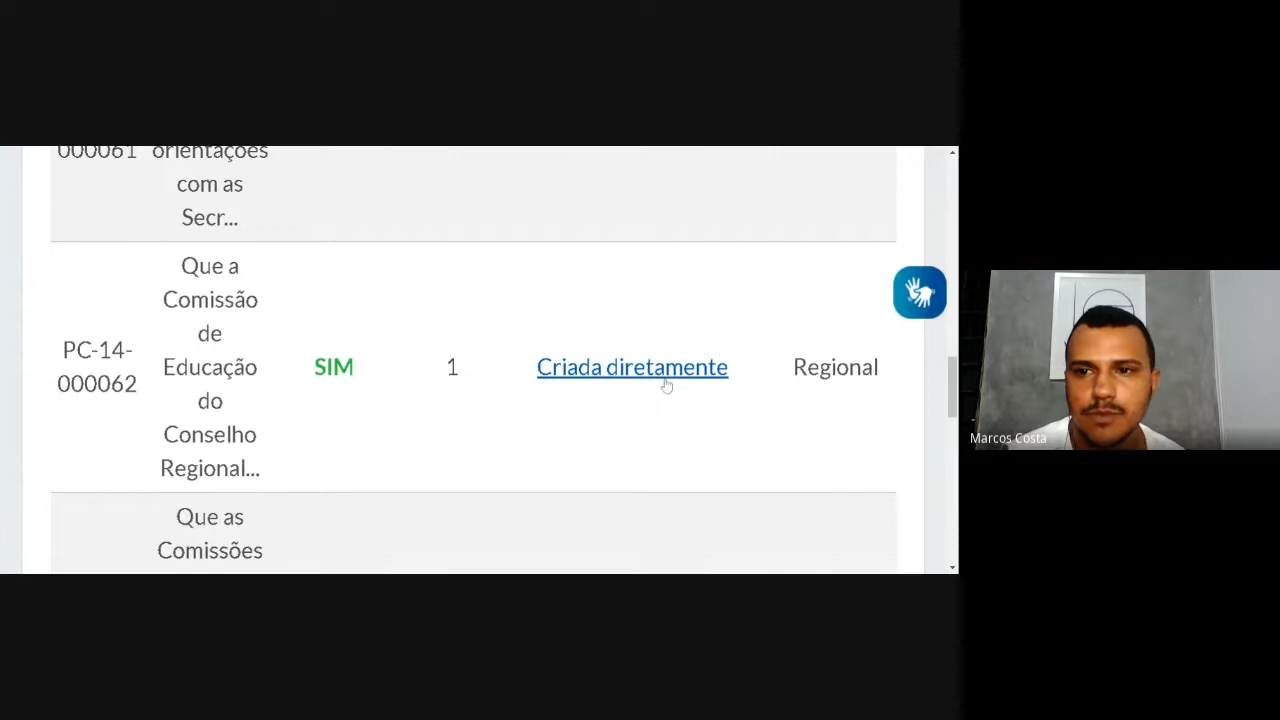 000061 orientações
com as
Secr...
Que a
Comissão
de
PC-14-
000062
Educação
do
Conselho
Regional...
SIM
1
Criada diretamente
Regional
Que as
Comissões
Marcos Costa